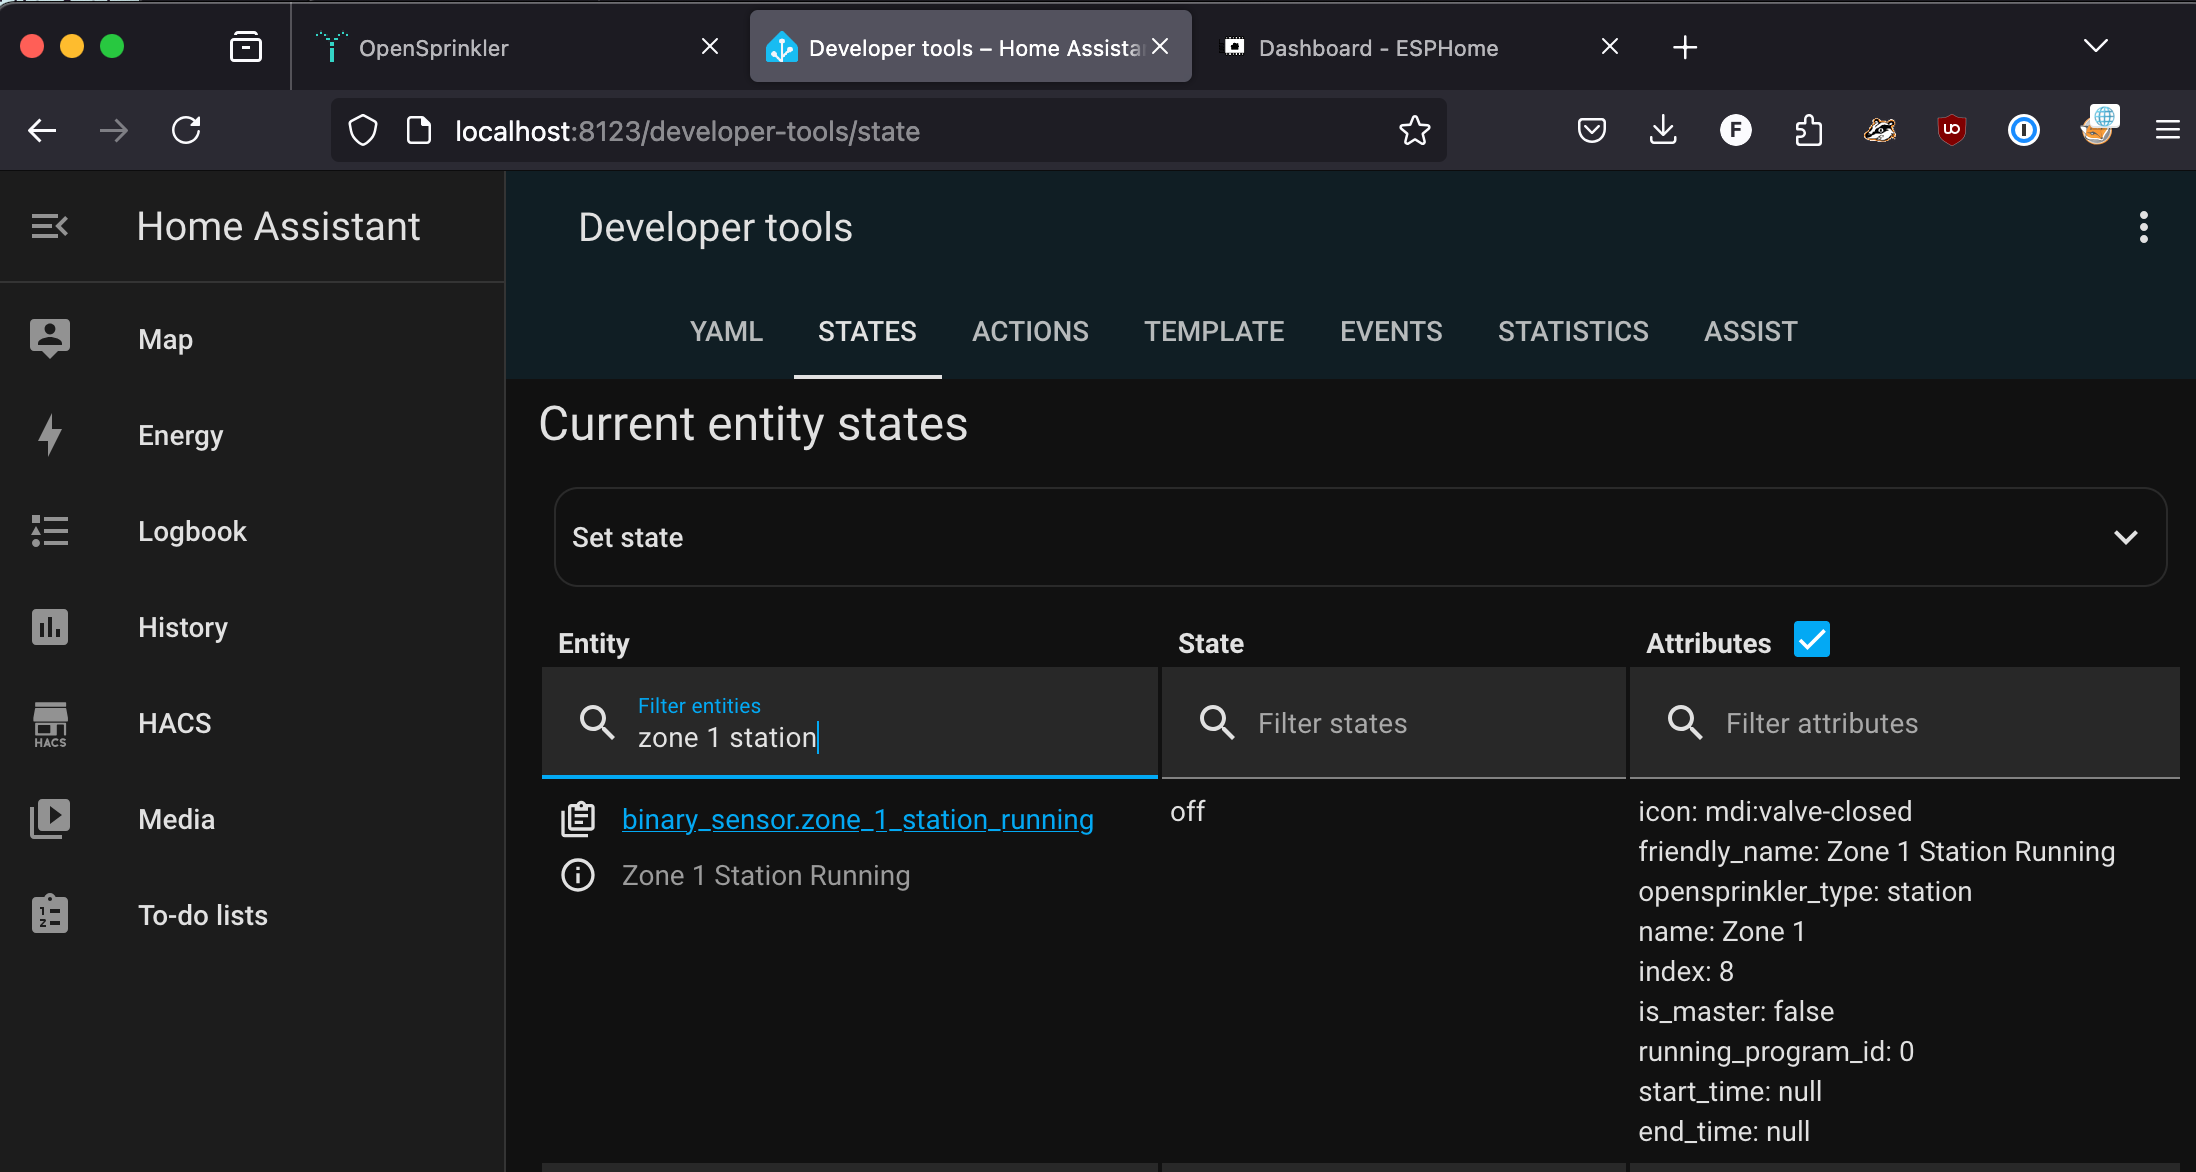 OpenSprinkler
Developer tools – Home Assista
Dashboard - ESPHome
localhost:8123/developer-tools/state
F
UO
Home Assistant
Developer tools
YAML
STATES
ACTIONS
TEMPLATE
EVENTS
STATISTICS
ASSIST
Map
Energy
Logbook
History
HACS
HACS
Media
To-do lists
Current entity states
Set state
Entity
State
Attributes
Filter entities
zone 1 station
Filter states
Filter attributes
binary_sensor.zone_1_station_running
Zone 1 Station Running
off
icon: mdi:valve-closed
friendly_name: Zone 1 Station Running
opensprinkler_type: station
name: Zone 1
index: 8
is_master: false
running_program_id: 0
start_time: null
end_time: null